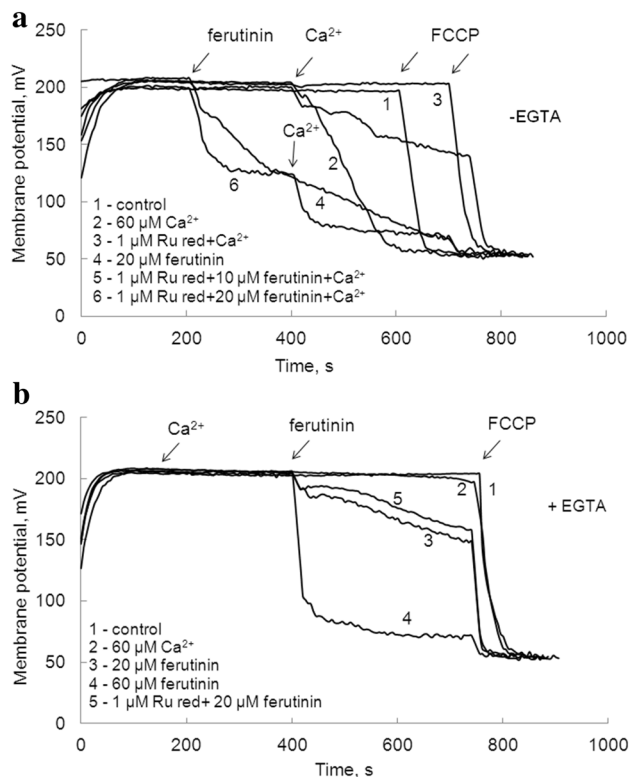 a
250
200
150
100
50
0
Membrane potential, mV
ferutinin
Ca²⁺
FCCP
1
3
-EGTA
Ca²⁺
2
4
6
1 - control
2 - 60 µM Ca²⁺
3 - 1 µM Ru red+Ca²⁺
4 - 20 µM ferutinin
5 - 1 µM Ru red+10 µM ferutinin+Ca²⁺
6 - 1 µM Ru red+20 µM ferutinin+Ca²⁺
0 200 400 600 800 1000
Time, s
b
250
200
150
100
50
0
Membrane potential, mV
Ca²⁺
ferutinin
FCCP
2
1
5
3
+ EGTA
4
1 - control
2 - 60 µM Ca²⁺
3 - 20 µM ferutinin
4 - 60 µM ferutinin
5 - 1 µM Ru red+ 20 µM ferutinin
0 200 400 600 800 1000
Time, s